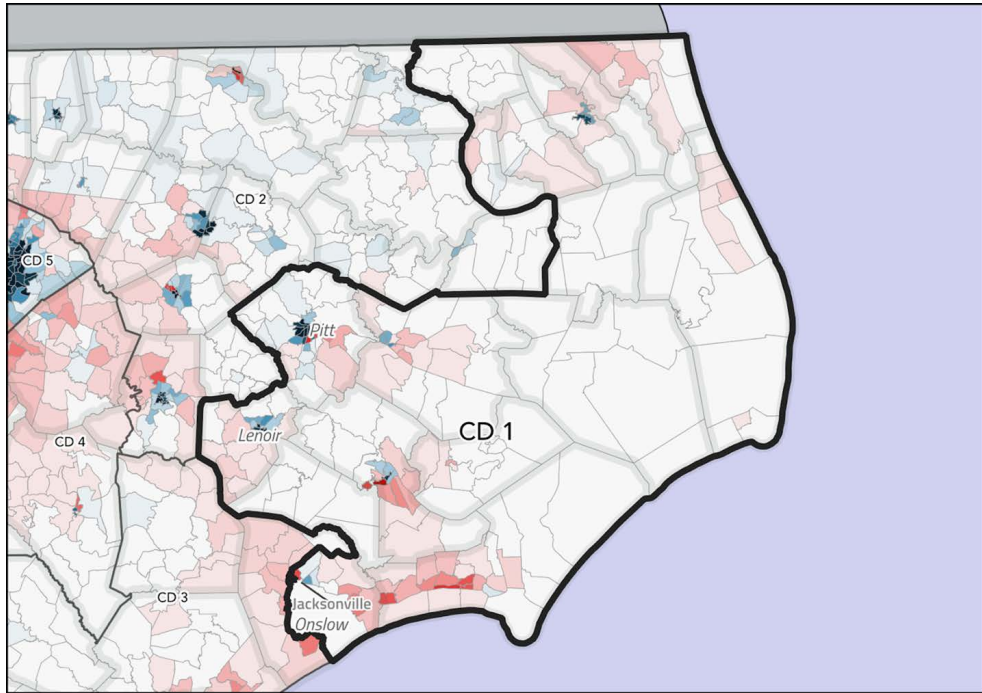 CD 2
CD 5
Pitt
CD 1
Lenoir
CD 4
CD 3
Jacksonville
Onslow